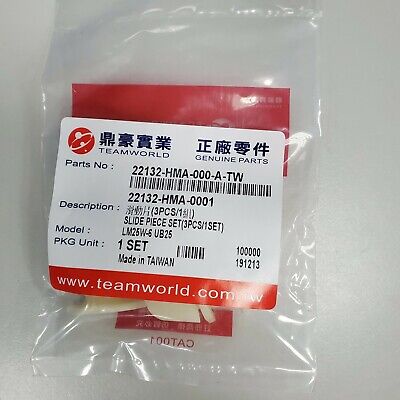 鼎豪實業 正廠零件
TEAMWORLD GENUINE PARTS
Parts No : 22132-HMA-000-A-TW
22132-HMA-0001
Description : 滑動片(3PCS/1組)
SLIDE PIECE SET(3PCS/1SET)
Model : LM25W-6 UB25
PKG Unit : 1 SET 100000
Made in TAIWAN 191213
www.teamworld.com.tw
CAT001